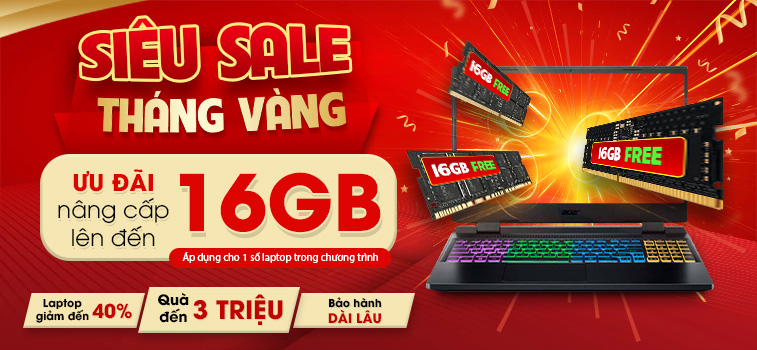 SIÊU SALE
THÁNG VÀNG
ƯU ĐÃI
nâng cấp
lên đến
16GB
Áp dụng cho 1 số laptop trong chương trình
Laptop
giảm đến 40%
Quà
đến 3 TRIỆU
Bảo hành
DÀI LÂU
16GB FREE
16GB FREE
16GB FREE
acer